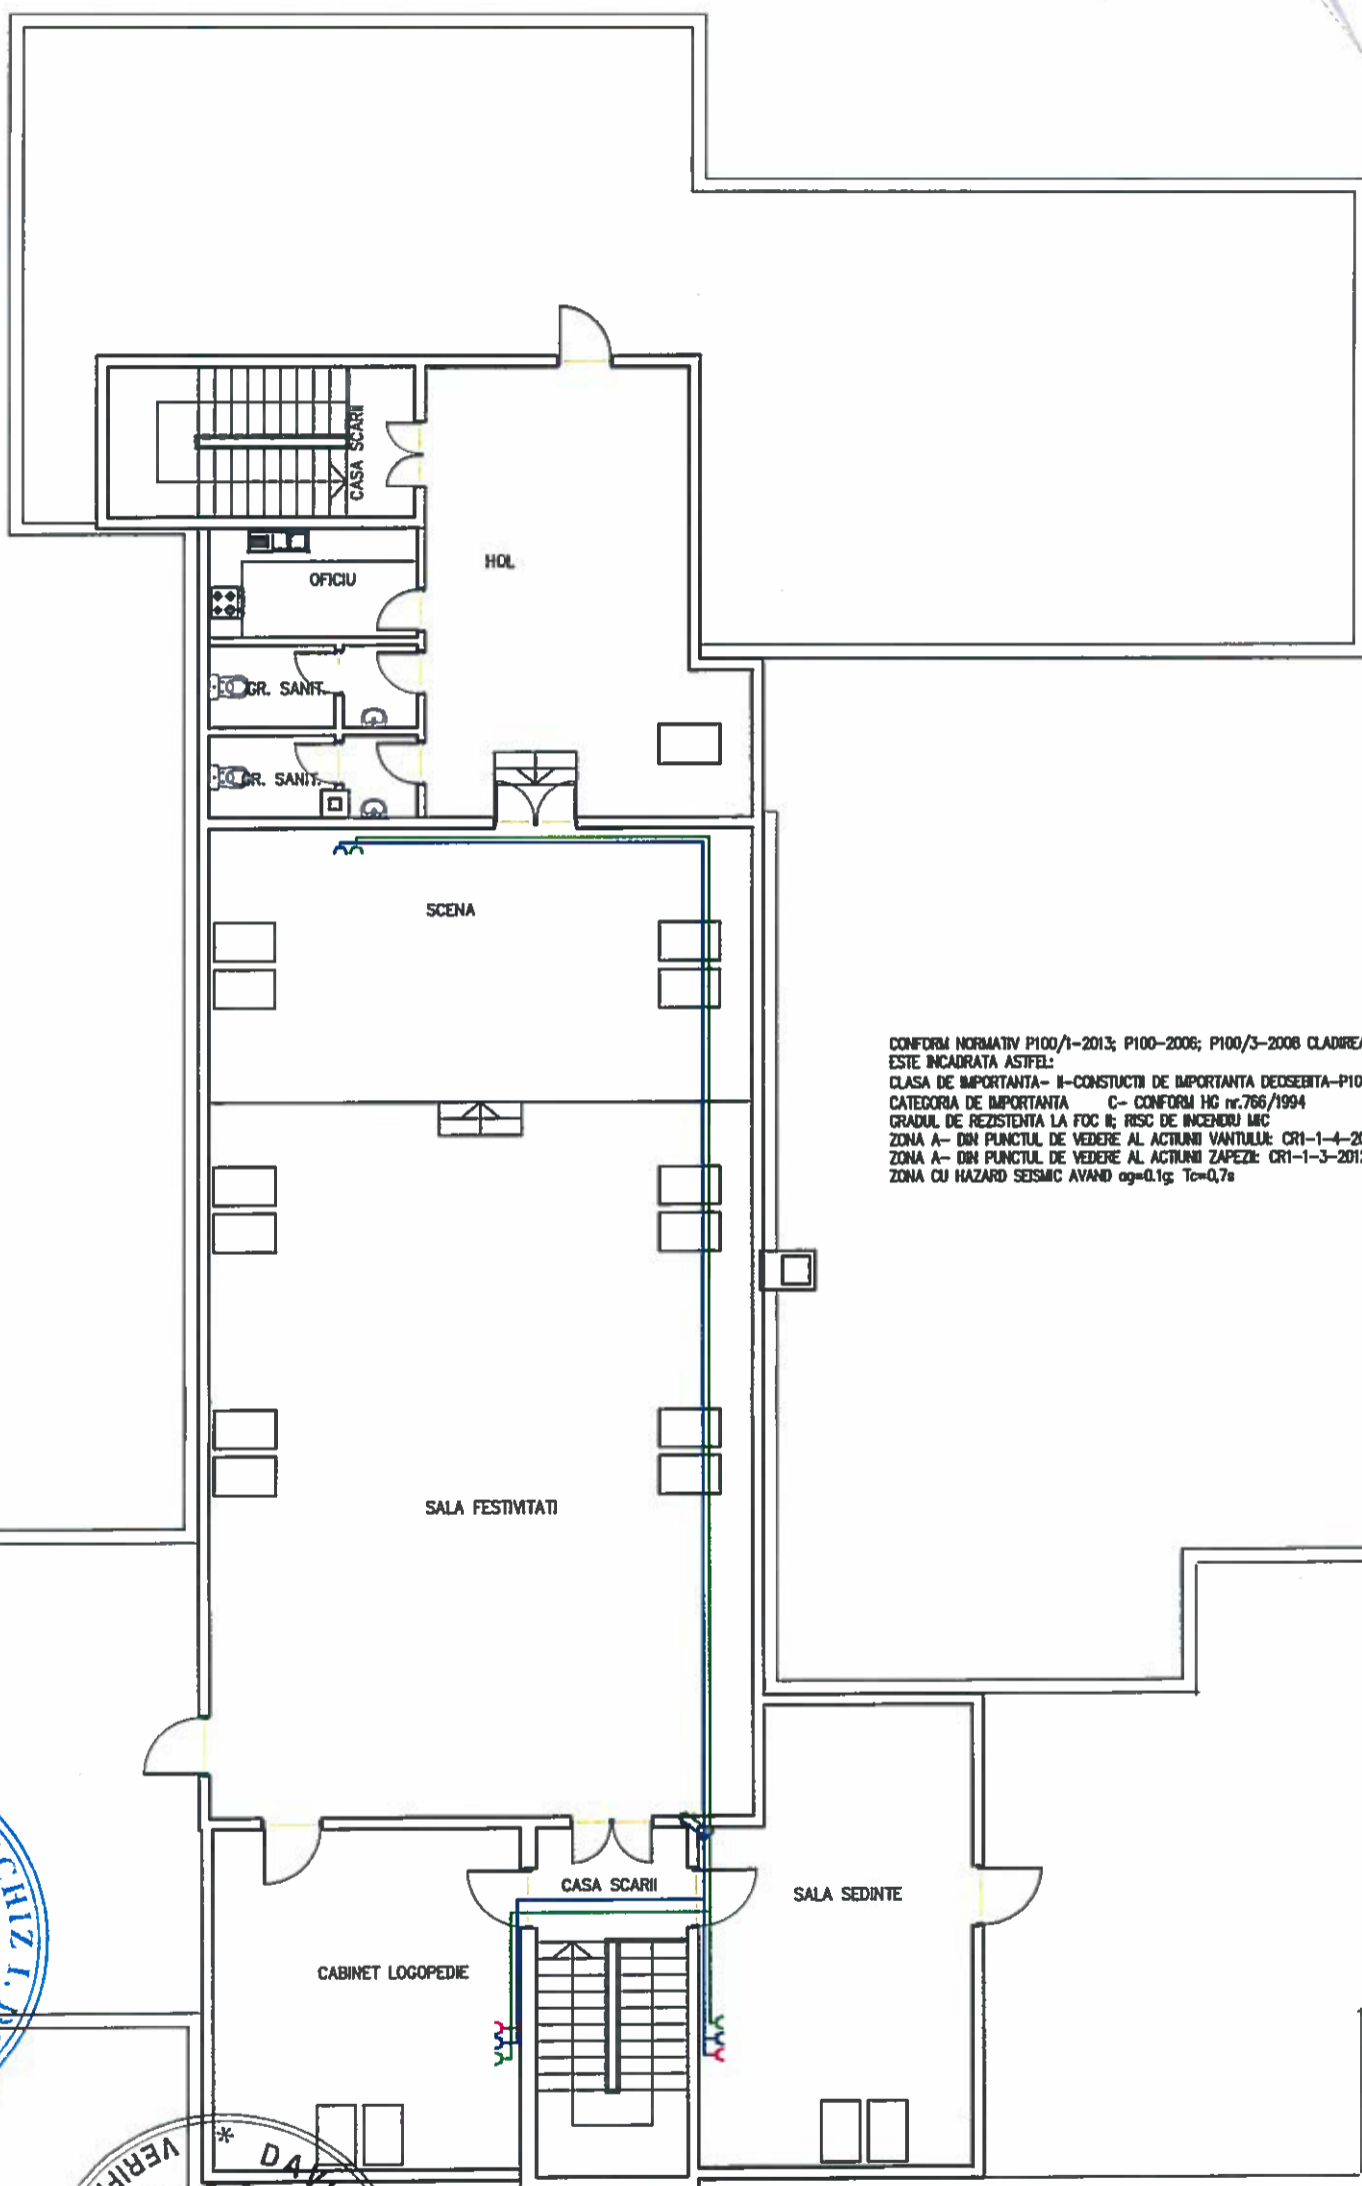 CASA SCARII
HOL
OFICIU
GR. SANIT.
GR. SANIT.
SCENA
CONFORM NORMATIV P100/1-2013; P100-2006; P100/3-2008 CLADIREA
ESTE INCADRATA ASTFEL:
CLASA DE IMPORTANTA- II-CONSTUCTII DE IMPORTANTA DEOSEBITA-P10
CATEGORIA DE IMPORTANTA C- CONFORM HG nr.766/1994
GRADUL DE REZISTENTA LA FOC II; RISC DE INCENDIU MIC
ZONA A- DIN PUNCTUL DE VEDERE AL ACTIUNII VANTULUI: CR1-1-4-20
ZONA A- DIN PUNCTUL DE VEDERE AL ACTIUNII ZAPEZII: CR1-1-3-201
ZONA CU HAZARD SEISMIC AVAND ag=0.1g; Tc=0,7s
SALA FESTIVITATI
CASA SCARII
SALA SEDINTE
CABINET LOGOPEDIE
CHIZ I.
VERIF
* DA